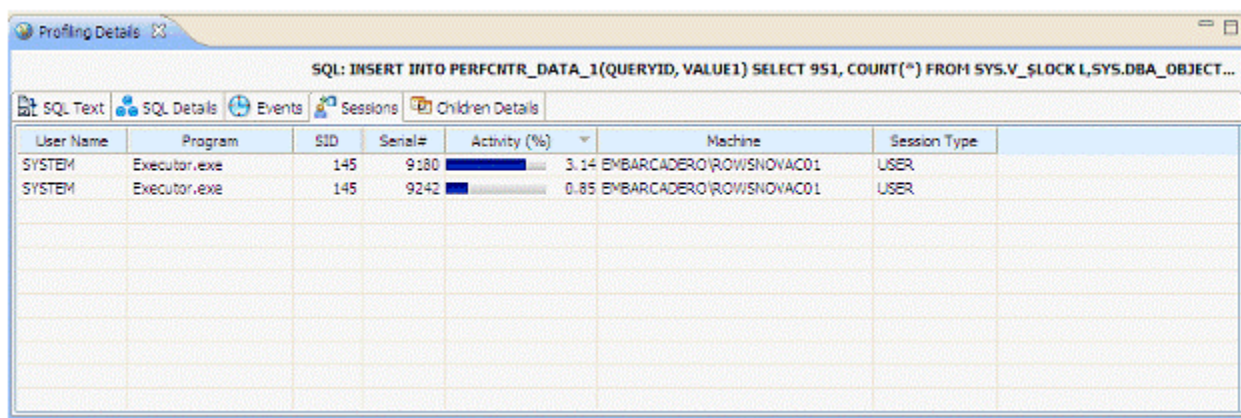 Profiling Details
SQL: INSERT INTO PERFCNTR_DATA_1(QUERYID, VALUE1) SELECT 951, COUNT(*) FROM SYS.V_$LOCK L,SYS.DBA_OBJECT...
SQL Text SQL Details Events Sessions Children Details
User Name Program SID Serial# Activity (%) Machine Session Type
SYSTEM Executor.exe 145 9180 3.14 EMBARCADERO\ROWSNOVAC01 USER
SYSTEM Executor.exe 145 9242 0.85 EMBARCADERO\ROWSNOVAC01 USER